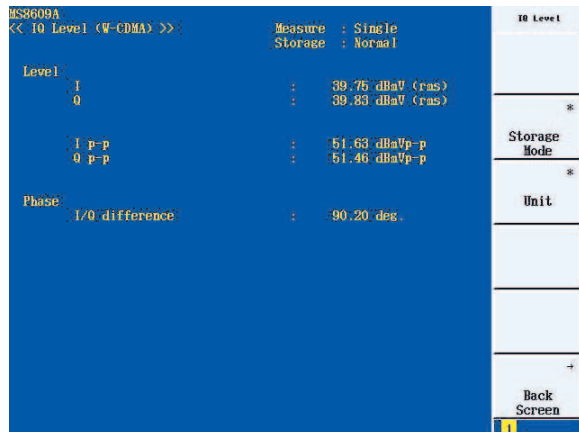 MS8609A
<< IQ Level (W-CDMA) >>
Measure : Single
Storage : Normal
Level
I : 39.75 dBmV (rms)
Q : 39.83 dBmV (rms)
I p-p : 51.63 dBmVp-p
Q p-p : 51.46 dBmVp-p
Phase
I/Q difference : 90.20 deg.
IQ Level
*
Storage
Mode
*
Unit
→
Back
Screen
1